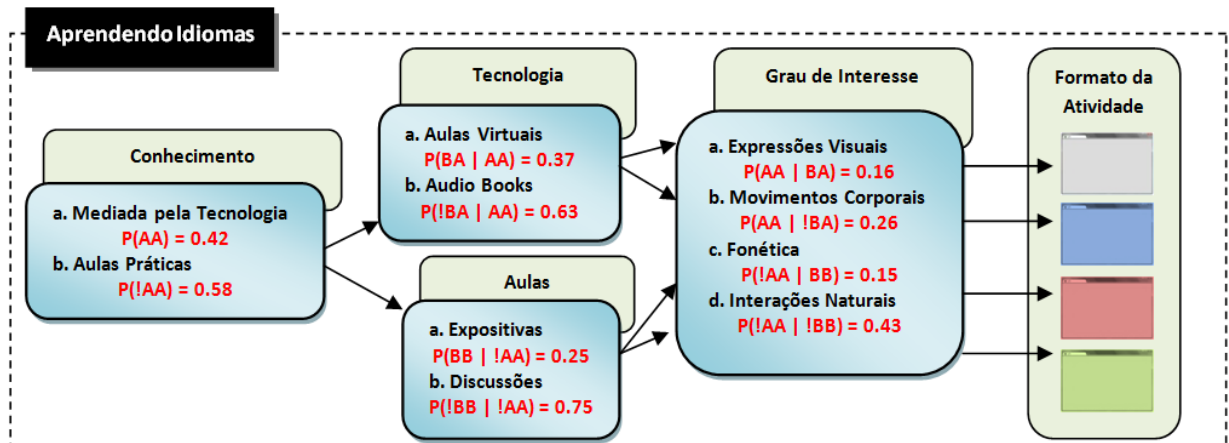 Aprendendo Idiomas
Conhecimento
a. Mediada pela Tecnologia
P(AA) = 0.42
b. Aulas Práticas
P(!AA) = 0.58
Tecnologia
a. Aulas Virtuais
P(BA | AA) = 0.37
b. Audio Books
P(!BA | AA) = 0.63
Aulas
a. Expositivas
P(BB | !AA) = 0.25
b. Discussões
P(!BB | !AA) = 0.75
Grau de Interesse
a. Expressões Visuais
P(AA | BA) = 0.16
b. Movimentos Corporais
P(AA | !BA) = 0.26
c. Fonética
P(!AA | BB) = 0.15
d. Interações Naturais
P(!AA | !BB) = 0.43
Formato da
Atividade